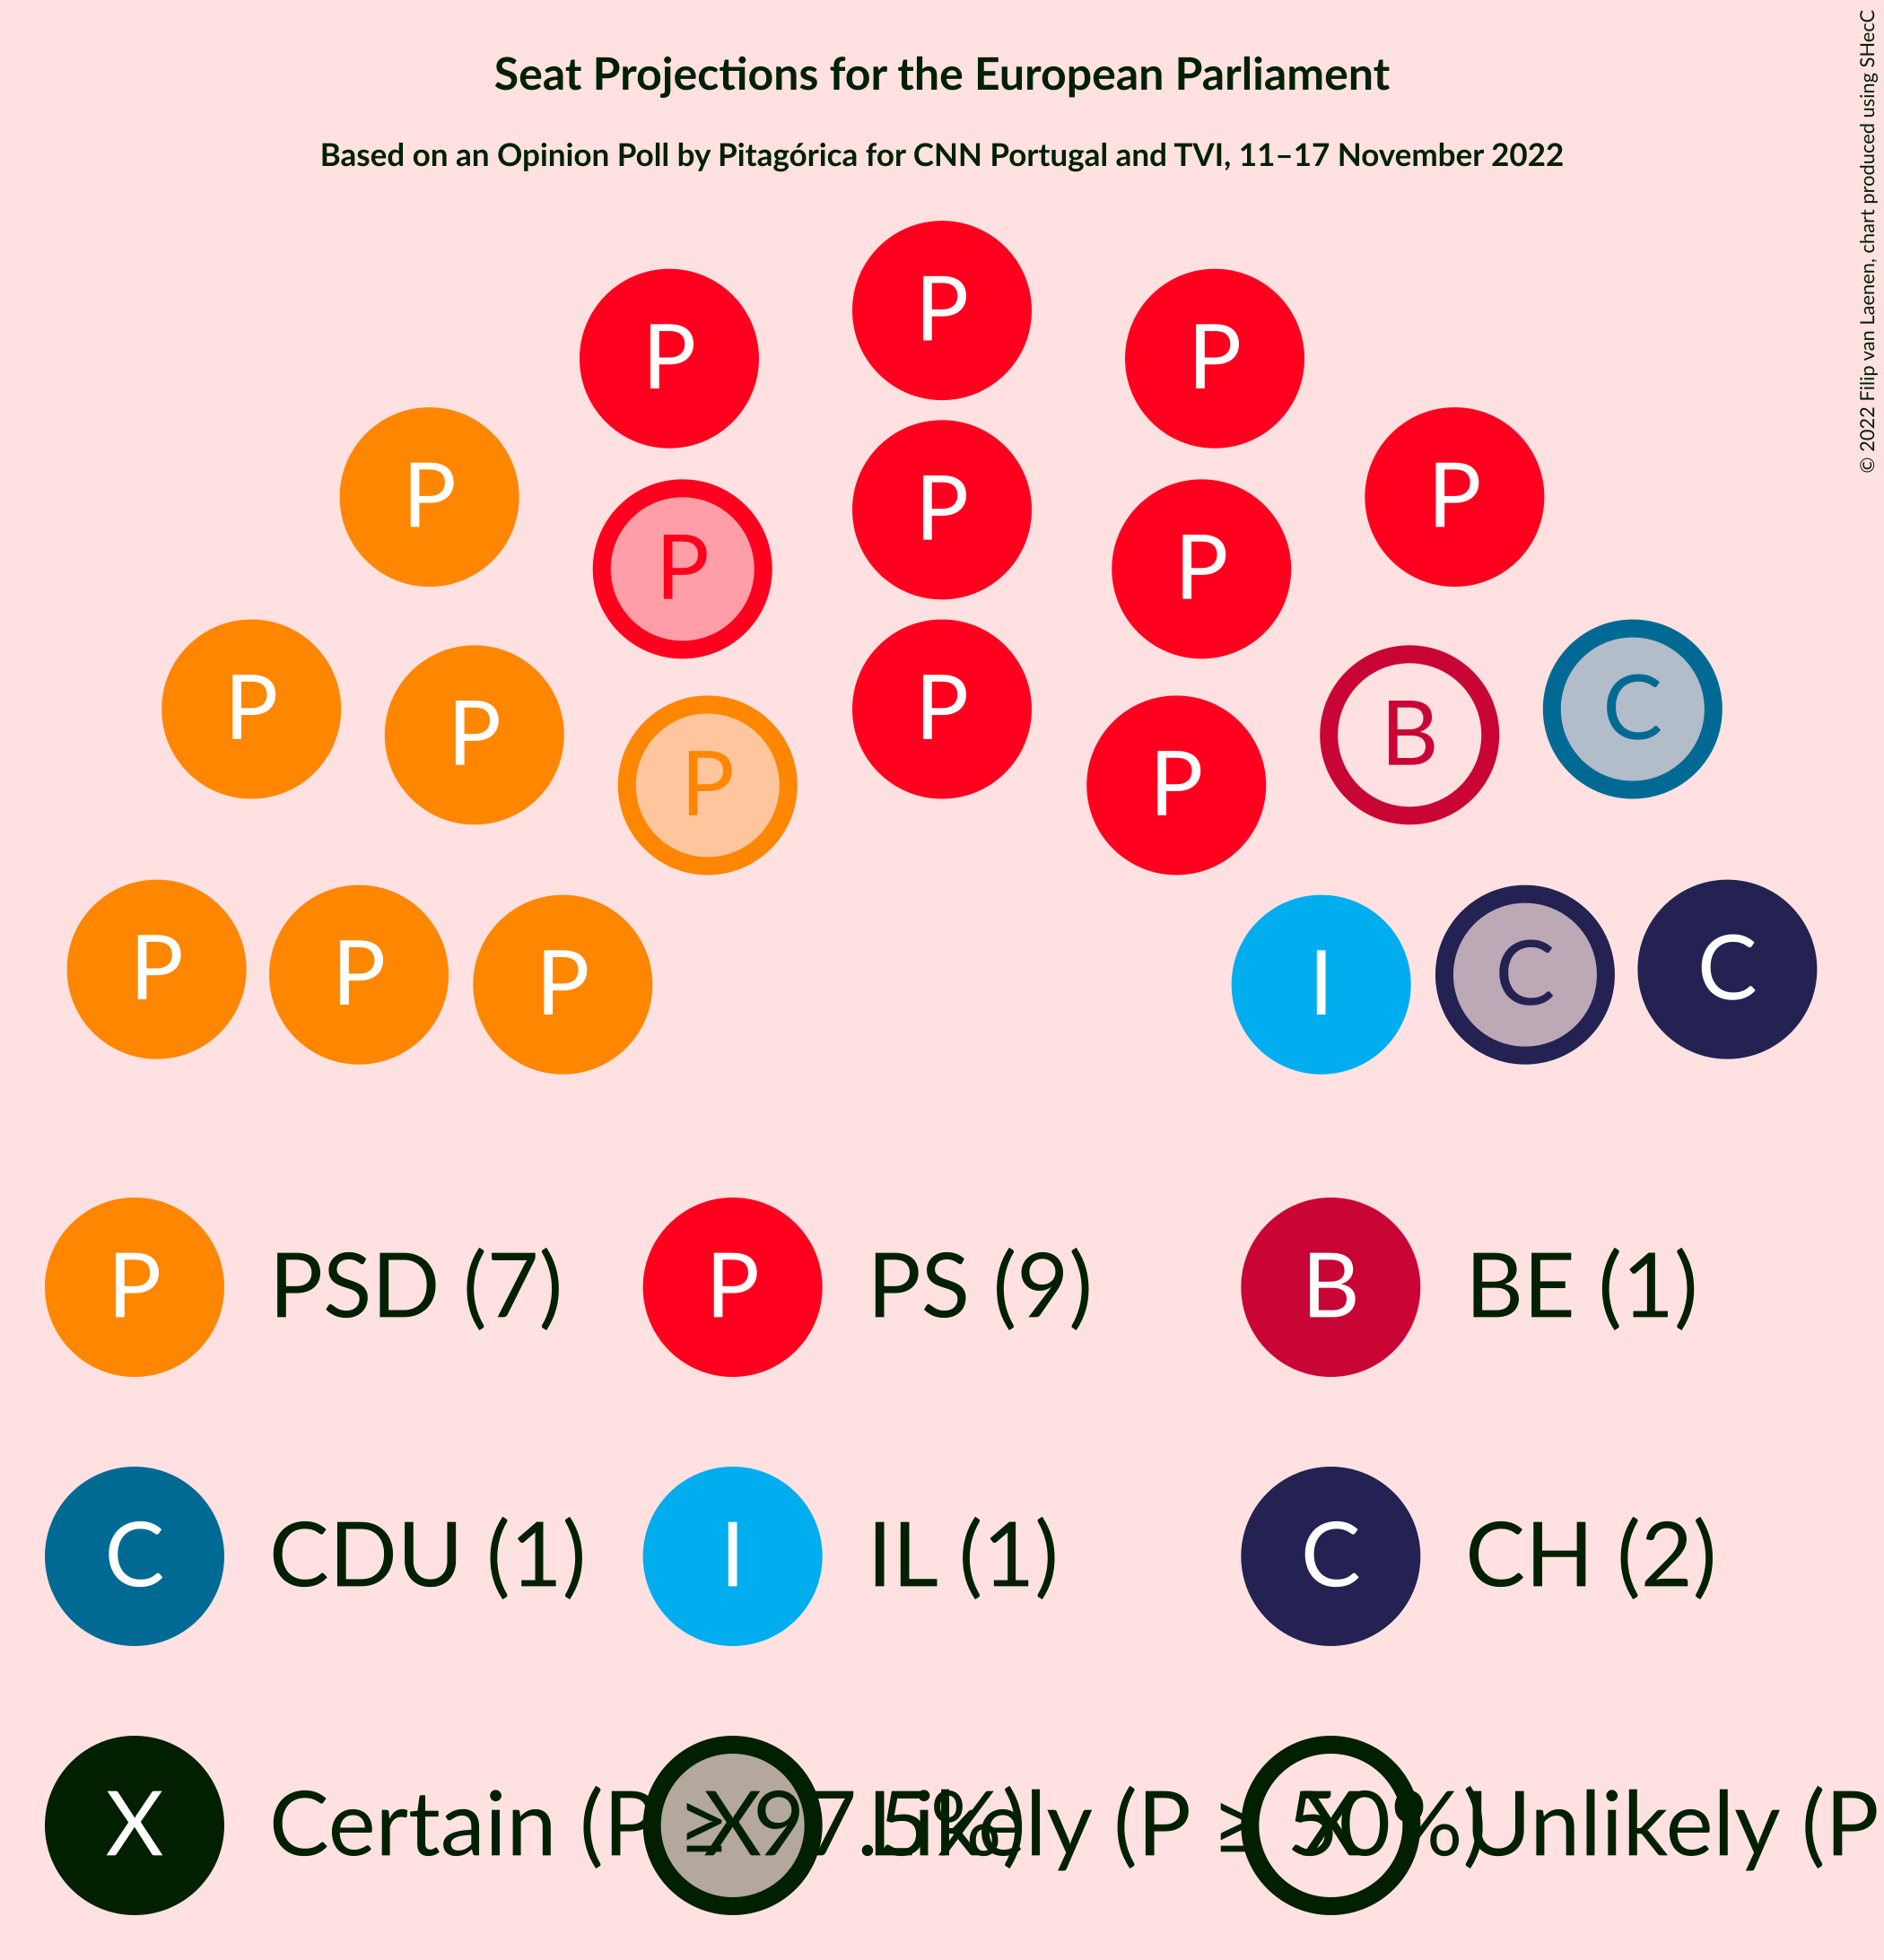 Seat Projections for the European Parliament
Based on an Opinion Poll by Pitagórica for CNN Portugal and TVI, 11–17 November 2022
© 2022 Filip van Laenen, chart produced using SHecC
P
P P
P P
P
P P
P C
P B
P P
P P
P I
P C
P C
P PSD (7) P PS (9) B BE (1)
C CDU (1) I IL (1) C CH (2)
X Certain (P ≥ 97.5%) X Likely (P ≥ 50%) X Unlikely (P